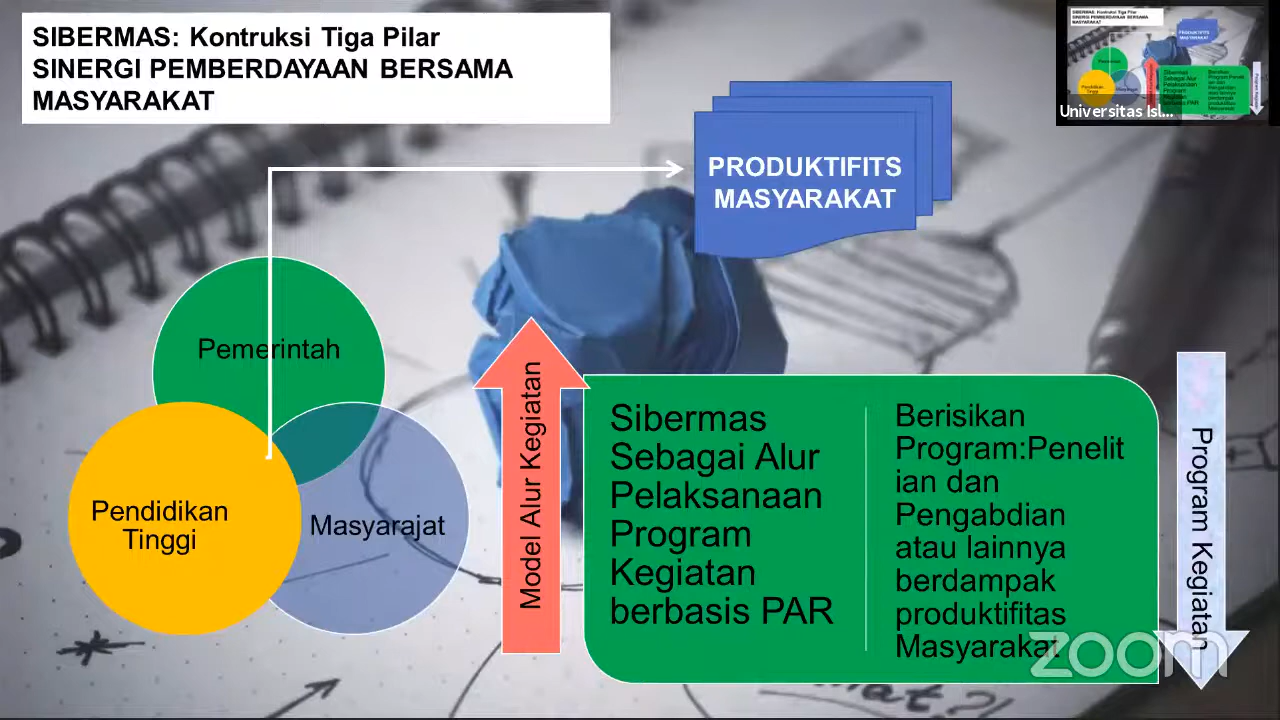 SIBERMAS: Kontruksi Tiga Pilar
SINERGI PEMBERDAYAAN BERSAMA
MASYARAKAT
PRODUKTIFITS
MASYARAKAT
Universitas Isl...
Pemerintah
Pendidikan
Tinggi
Masyarajat
Model Alur Kegiatan
Sibermas
Sebagai Alur
Pelaksanaan
Program
Kegiatan
berbasis PAR
Berisikan
Program:Penelit
ian dan
Pengabdian
atau lainnya
berdampak
produktifitas
Masyarakat
Program Kegiatan
zoom